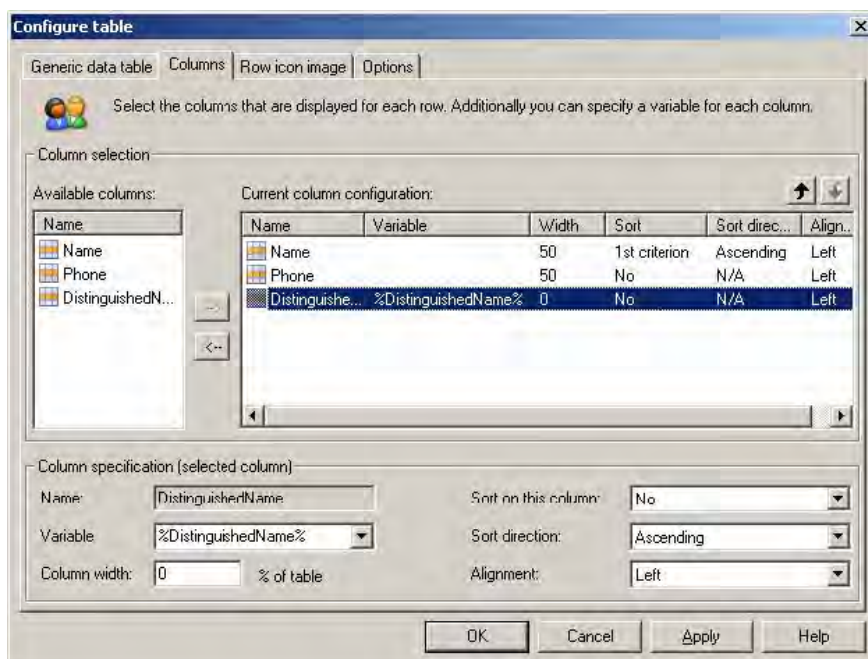 Configure table
Generic data table Columns Row icon image Options
Select the columns that are displayed for each row. Additionally you can specify a variable for each column.
Column selection
Available columns: Current column configuration:
Name Name Variable Width Sort Sort direc... Align..
Name Name 50 1st criterion Ascending Left
Phone Phone 50 No N/A Left
DistinguishedN... Distinguishe... %DistinguishedName% 0 No N/A Left
<--
Column specification (selected column)
Name: DistinguishedName Sort on this column: No
Variable %DistinguishedName% Sort direction: Ascending
Column width: 0 % of table Alignment: Left
OK Cancel Apply Help